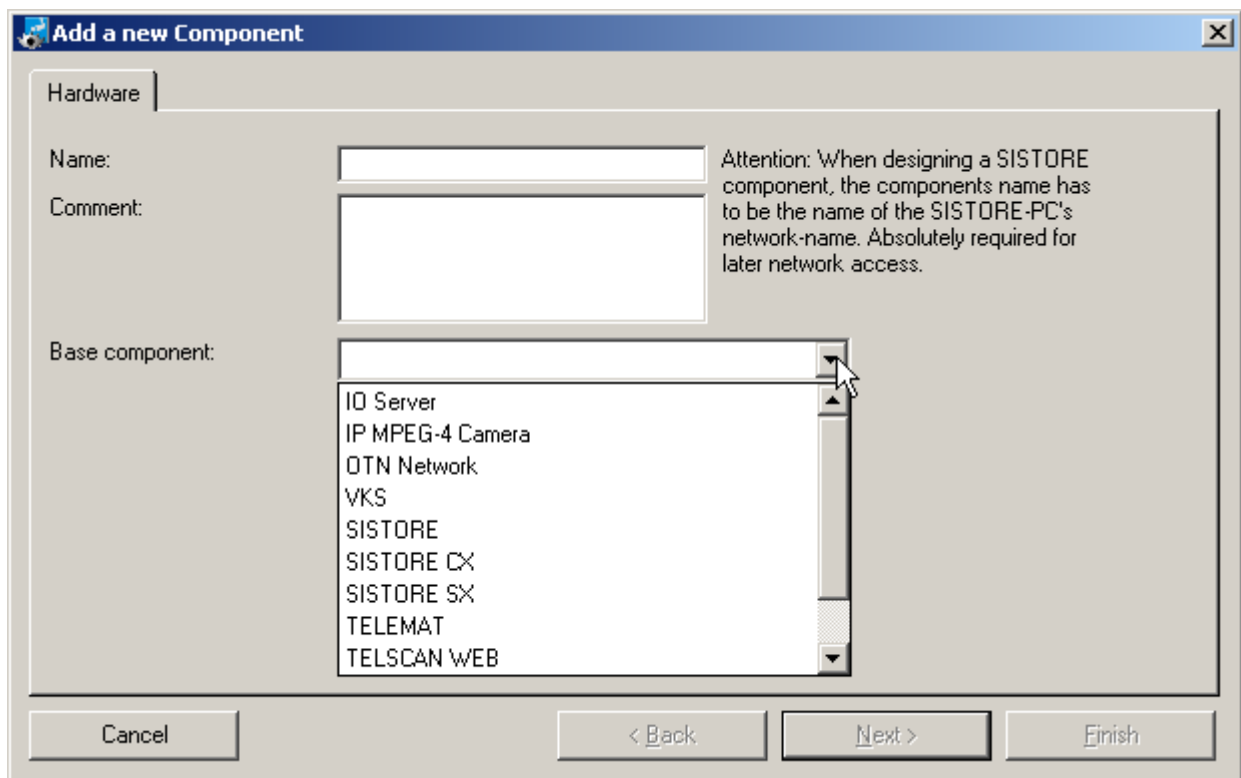 Add a new Component
Hardware
Name:
Attention: When designing a SISTORE
component, the components name has
to be the name of the SISTORE-PC's
network-name. Absolutely required for
later network access.
Comment:
Base component:
IO Server
IP MPEG-4 Camera
OTN Network
VKS
SISTORE
SISTORE CX
SISTORE SX
TELEMAT
TELSCAN WEB
Cancel
< Back
Next >
Finish